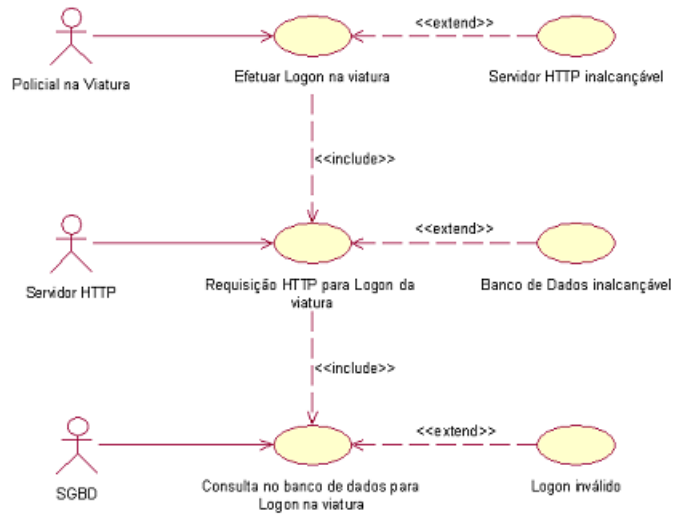 <<extend>>
Policial na Viatura
Efetuar Logon na viatura
Servidor HTTP inalcançável
<<include>>
<<extend>>
Servidor HTTP
Requisição HTTP para Logon da
viatura
Banco de Dados inalcançável
<<include>>
<<extend>>
SGBD
Consulta no banco de dados para
Logon na viatura
Logon inválido